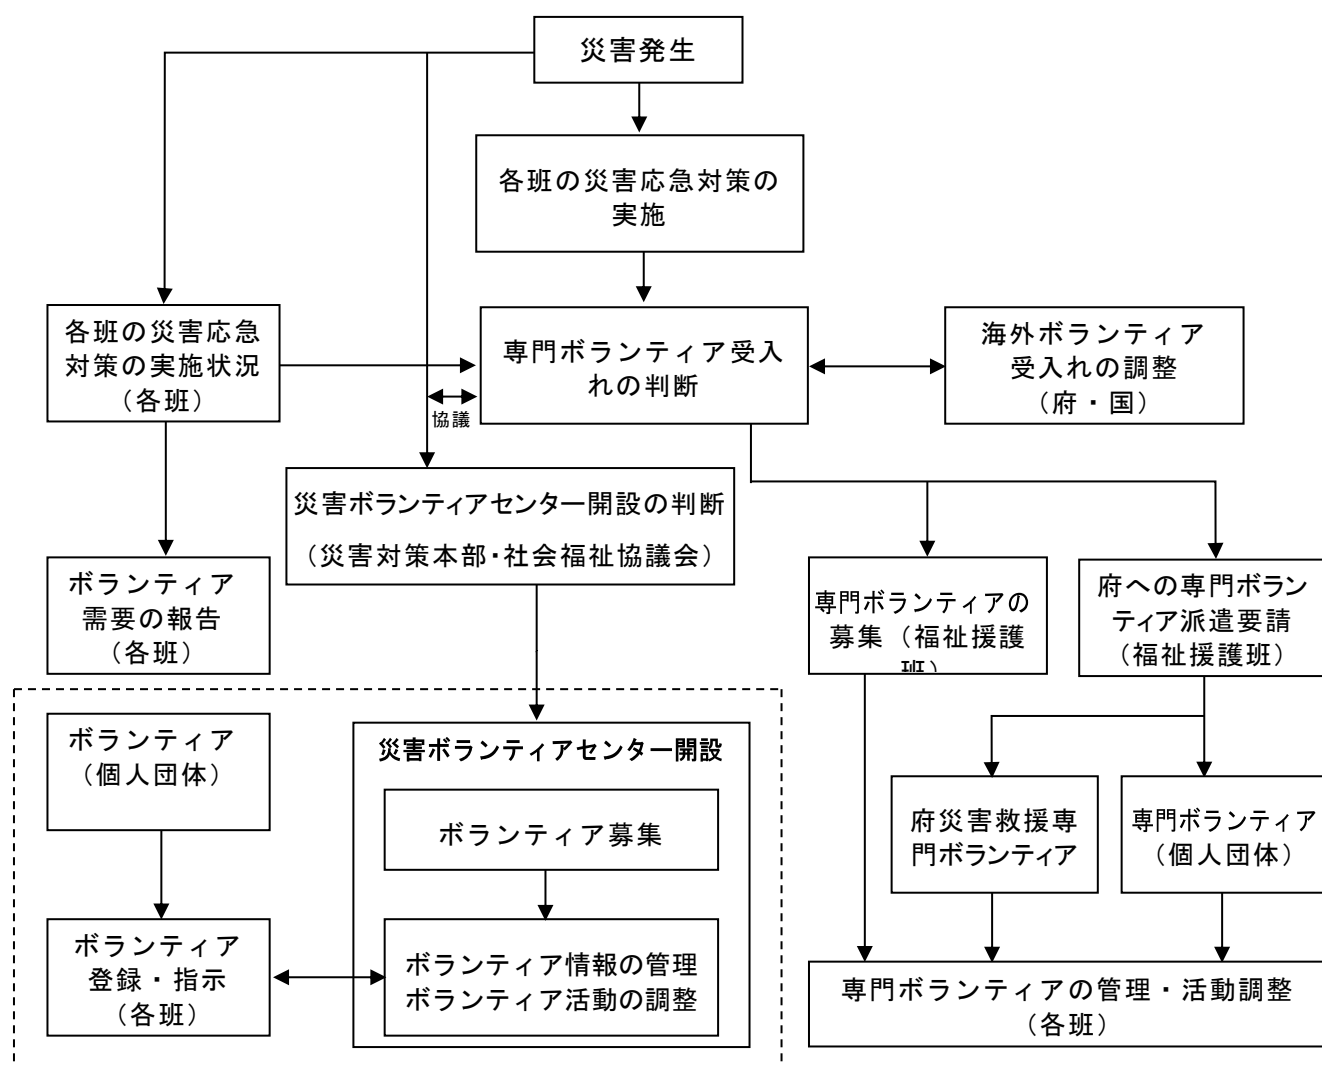 災害発生
各班の災害応急対策の
実施
各班の災害応急
対策の実施状況
（各班）
専門ボランティア受入
れの判断
海外ボランティア
受入れの調整
（府・国）
協議
災害ボランティアセンター開設の判断
（災害対策本部・社会福祉協議会）
ボランティア
需要の報告
（各班）
専門ボランティアの
募集（福祉援護
班）
府への専門ボラン
ティア派遣要請
（福祉援護班）
ボランティア
（個人団体）
災害ボランティアセンター開設
ボランティア募集
府災害救援専
門ボランティア
専門ボランティア
（個人団体）
ボランティア
登録・指示
（各班）
ボランティア情報の管理
ボランティア活動の調整
専門ボランティアの管理・活動調整
（各班）